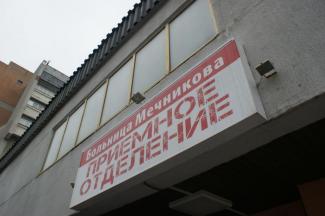 Больница Мечникова
ПРИЕМНОЕ
ОТДЕЛЕНИЕ